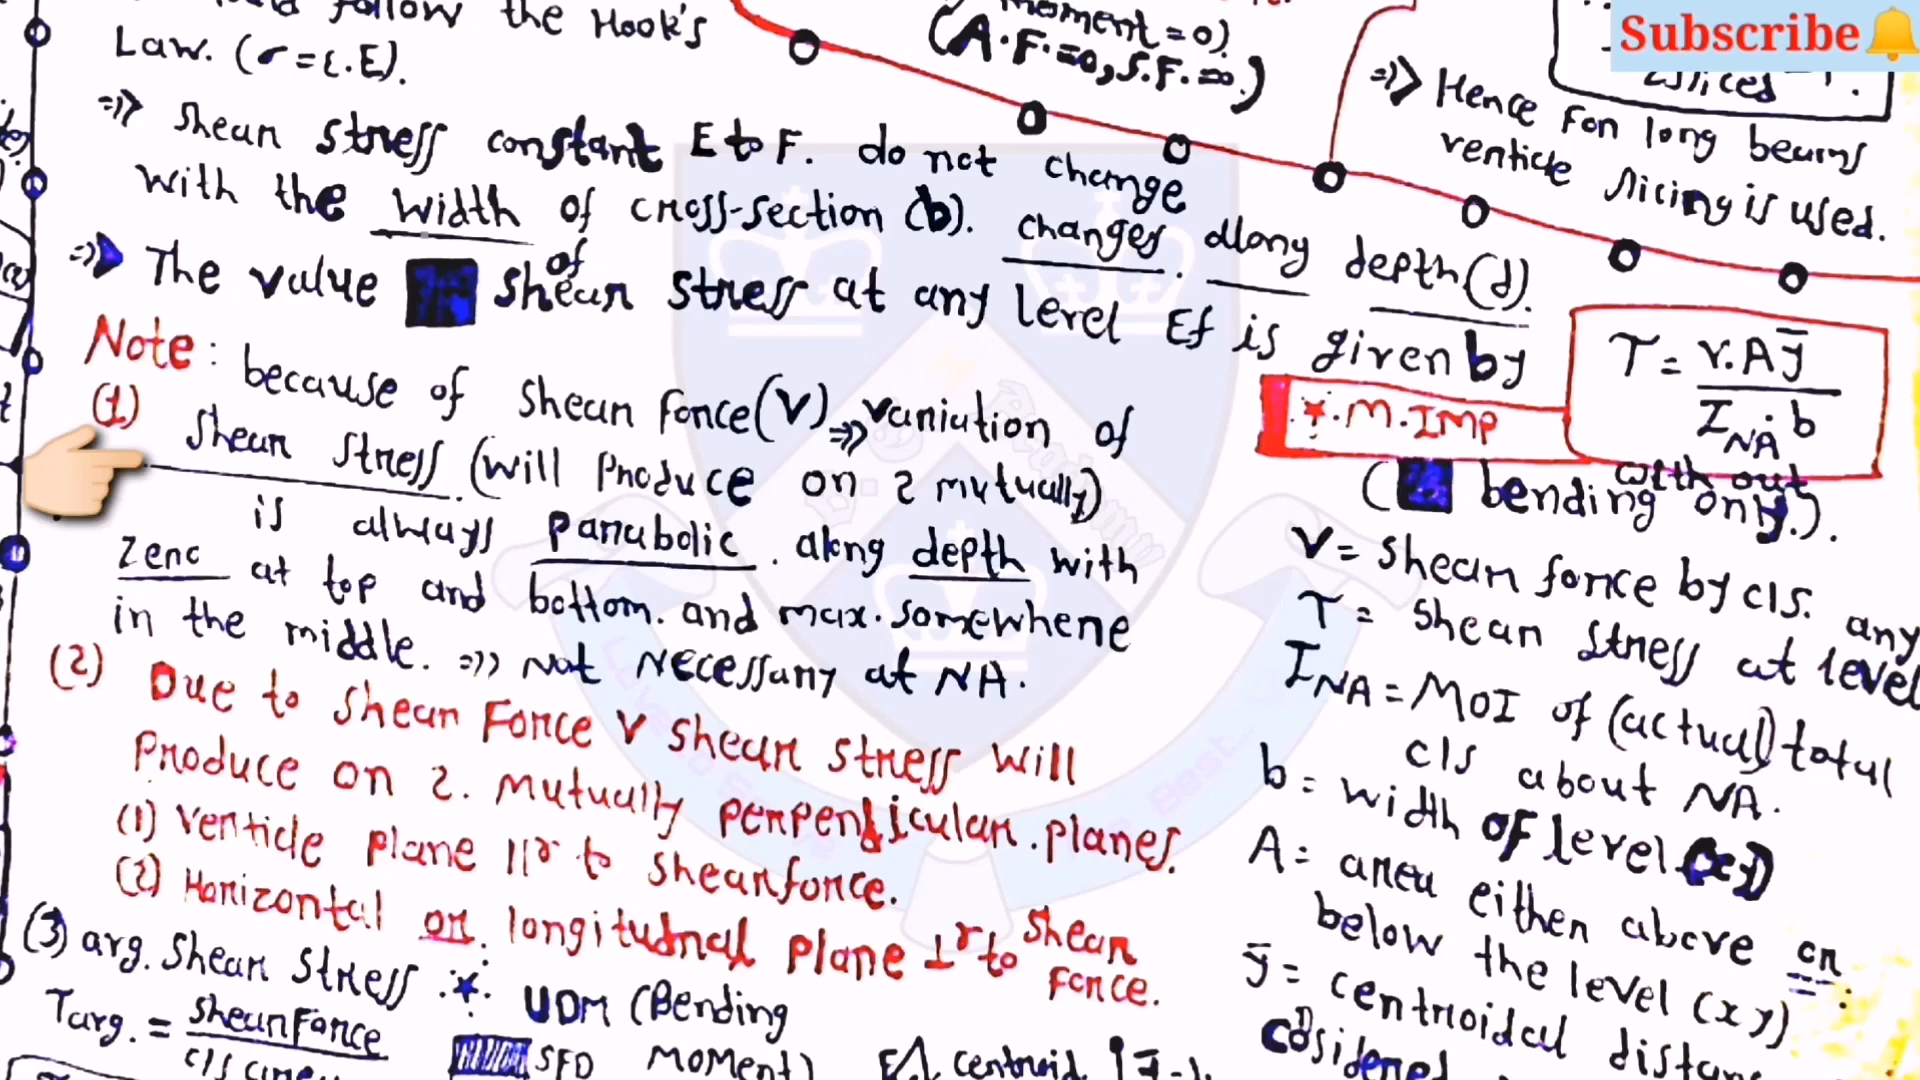 follow the Hook's
Law. (σ=ε.E).
=>> shear stress constant E to F. do not change
with the width of cross-section (b). changes along depth(d).
=>> The value of shear stress at any level Ef is given by
τ = V.Aȳ / I_NA b
M.IMP
Note: because of shear force(V) =>> variation of
(1) shear stress (will produce on 2 mutually)
is always parabolic. along depth with
zero at top and bottom. and max. somewhere
in the middle. =>> Not Necessary at NA.
(2) Due to shear Force V shear stress will
produce on 2. mutually perpendicular. planes.
(1) verticle plane ||r to shear force.
(2) Horizontal or longitudnal plane ⊥r to shear force.
(3) avg. shear stress
τavg. = shear Force / c/s area
UDM (Bending
SFD Moment)
centroid
moment = 0)
(A.F.=0, S.F.
Subscribe
=>> Hence for long beams
verticle slicing is used.
( bending without only.).
V = shear force by c/s. any
τ = shear stress at level
I_NA = MOI of (actual) total
c/s about NA.
b = width of level (xy)
A = area either above or
below the level (xy)
ȳ = centroidal distan
cosidered